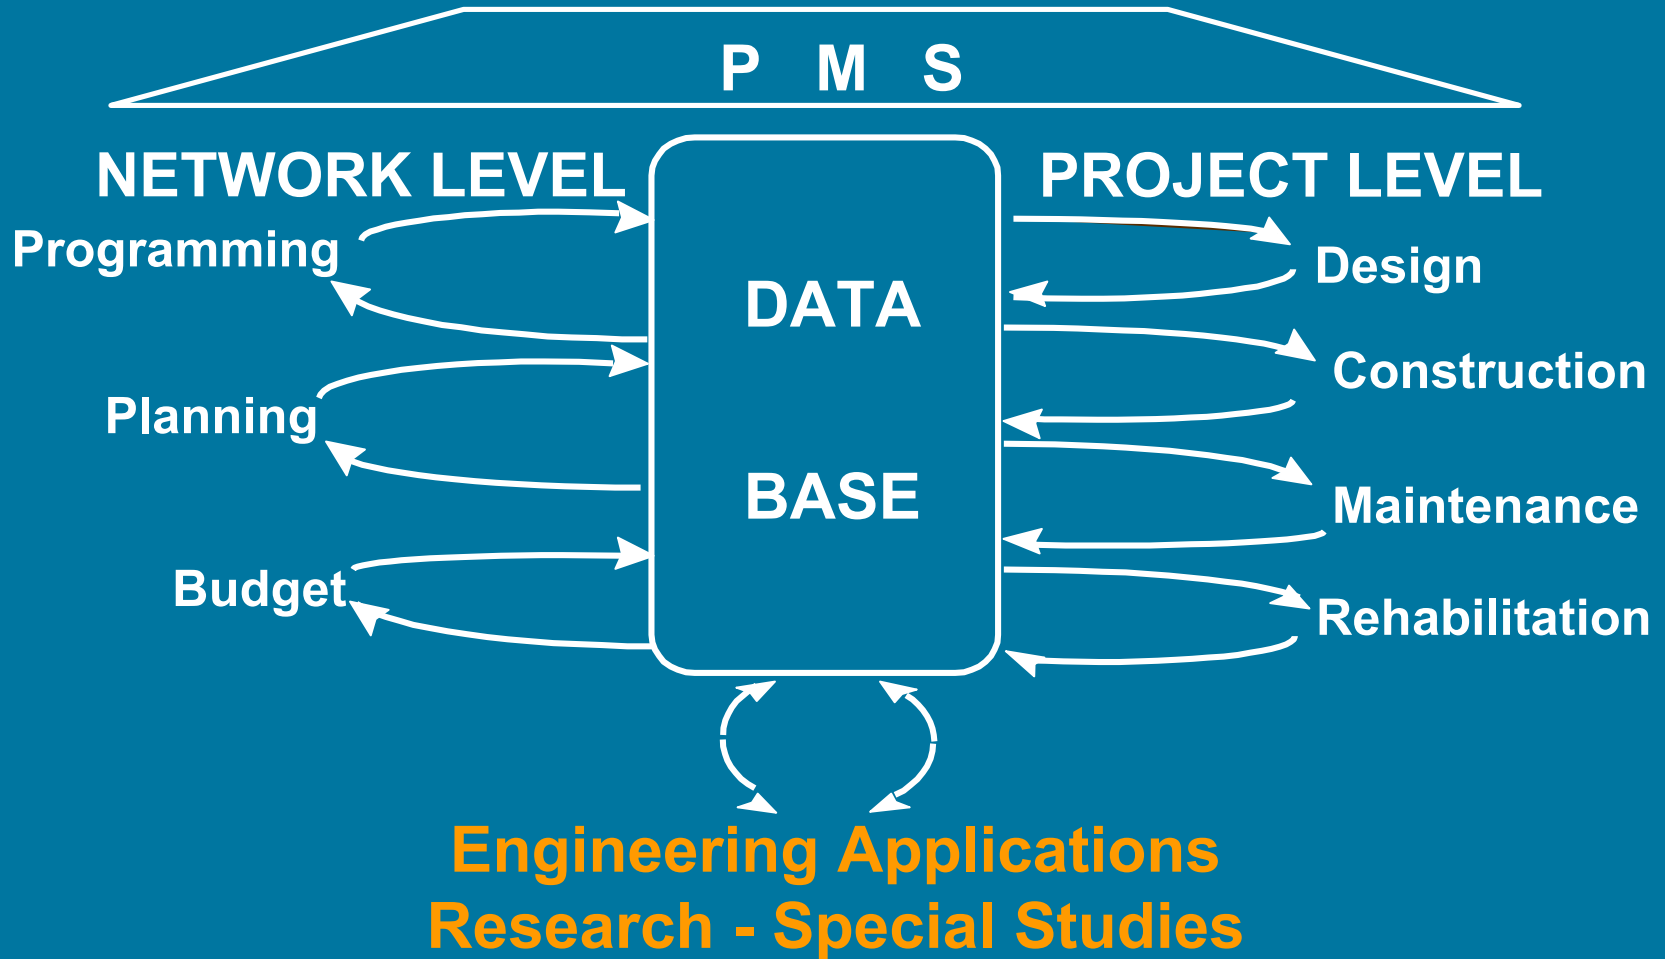 P M S
NETWORK LEVEL
PROJECT LEVEL
Programming
Design
DATA
Construction
Planning
BASE
Maintenance
Budget
Rehabilitation
Engineering Applications
Research - Special Studies